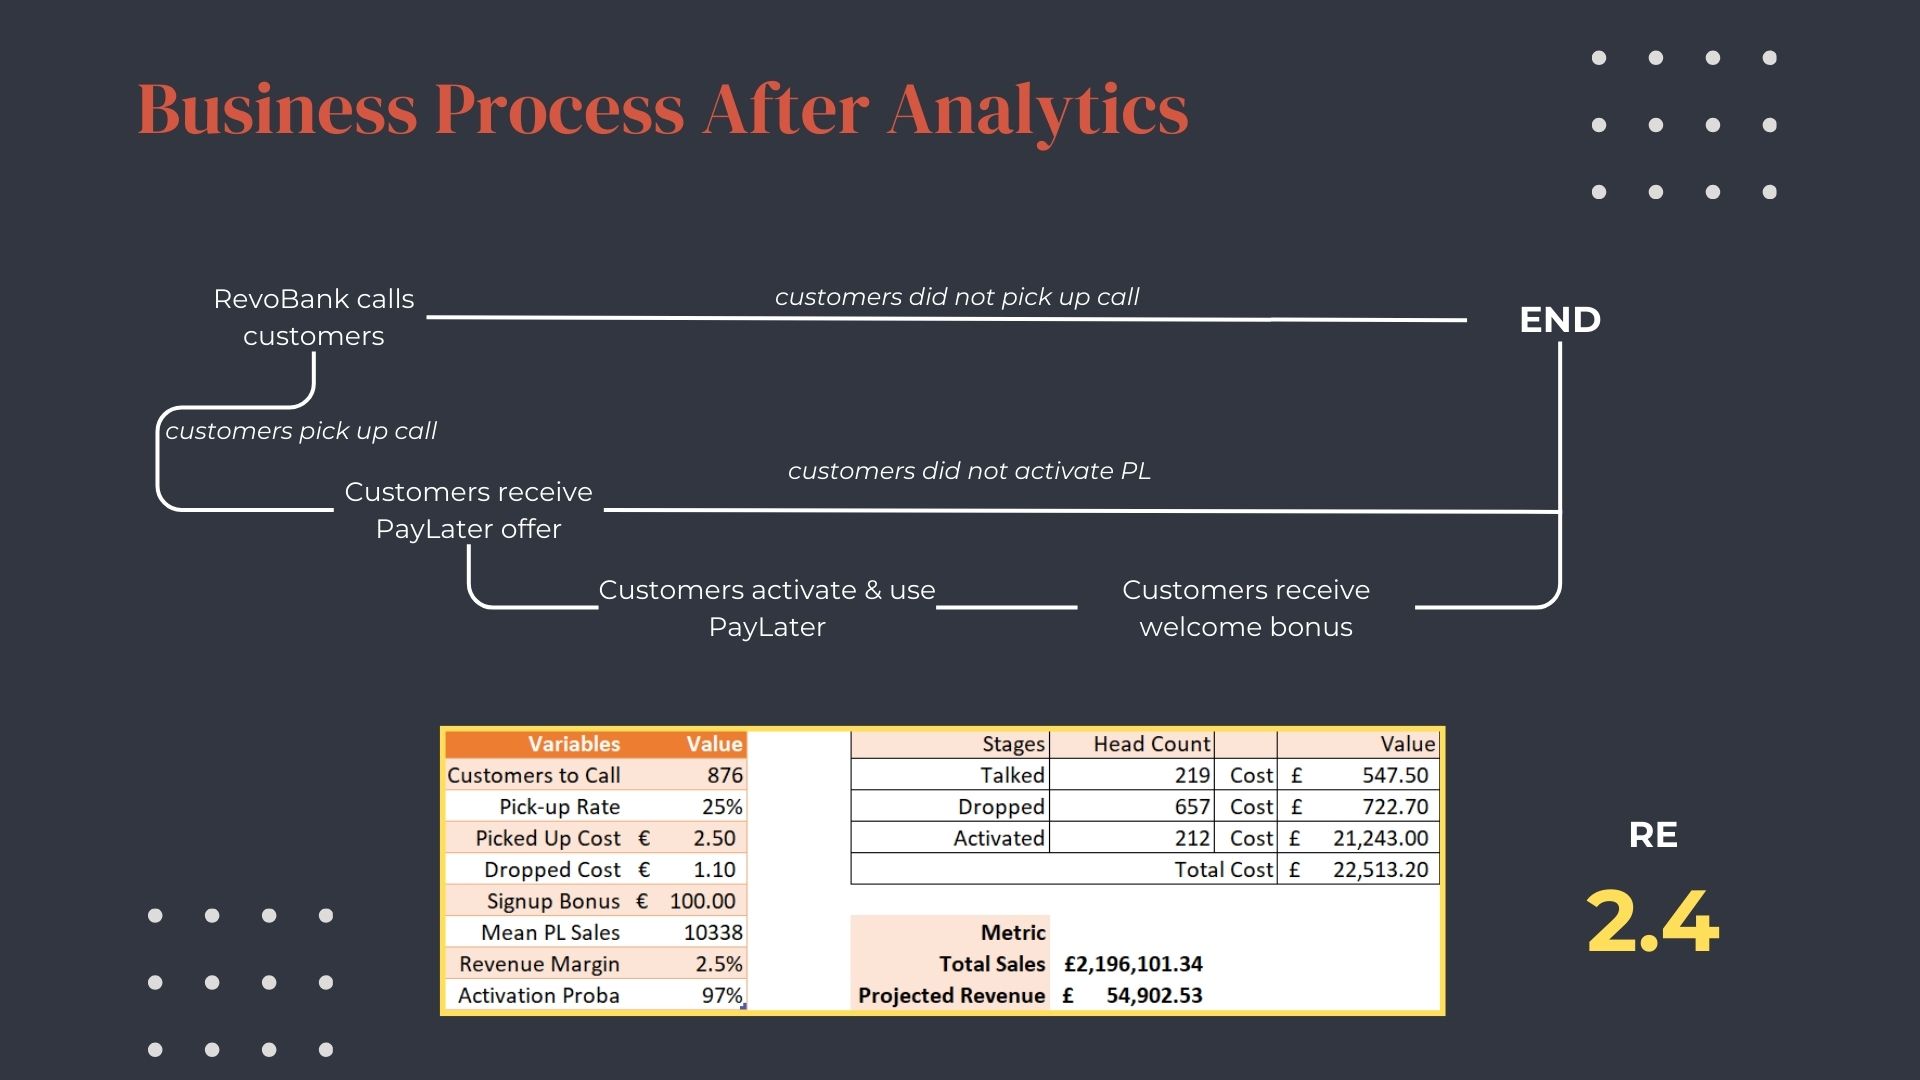 Business Process After Analytics
RevoBank calls
customers
customers did not pick up call
END
customers pick up call
customers did not activate PL
Customers receive
PayLater offer
Customers activate & use
PayLater
Customers receive
welcome bonus
Variables Value
Customers to Call 876
Pick-up Rate 25%
Picked Up Cost € 2.50
Dropped Cost € 1.10
Signup Bonus € 100.00
Mean PL Sales 10338
Revenue Margin 2.5%
Activation Proba 97%
Stages Head Count Value
Talked 219 Cost £ 547.50
Dropped 657 Cost £ 722.70
Activated 212 Cost £ 21,243.00
Total Cost £ 22,513.20
Metric
Total Sales £2,196,101.34
Projected Revenue £ 54,902.53
RE
2.4